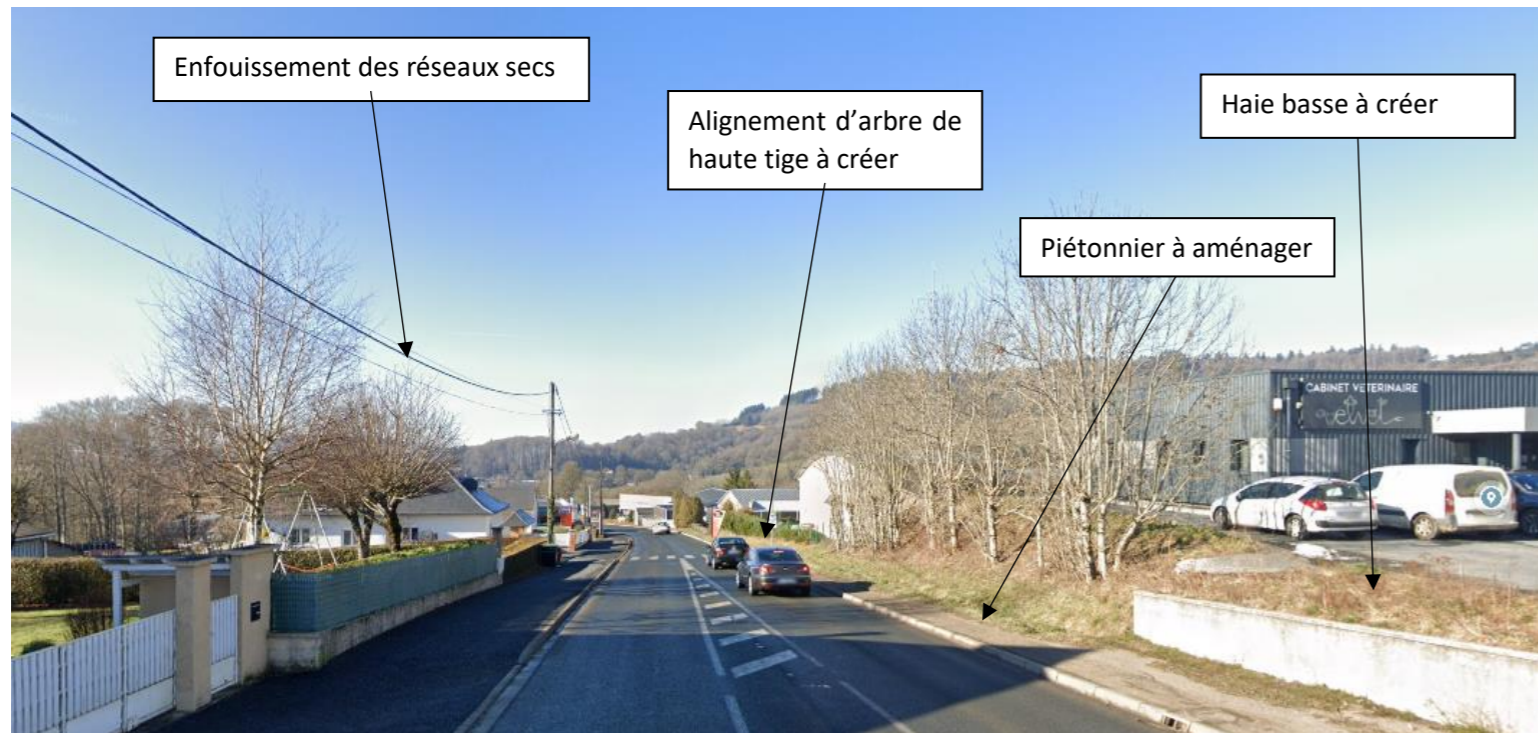 Enfouissement des réseaux secs
Alignement d’arbre de
haute tige à créer
Haie basse à créer
Piétonnier à aménager
CABINET VETERINAIRE